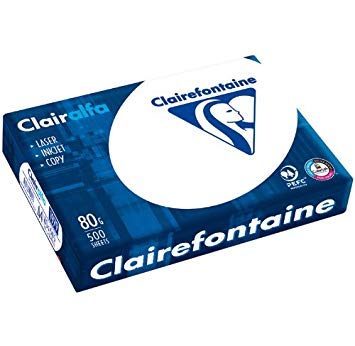 Clairalfa
▸ LASER
▸ INKJET
▸ COPY
Clairefontaine
80G
500
SHEETS
PEFC
Clairefontaine